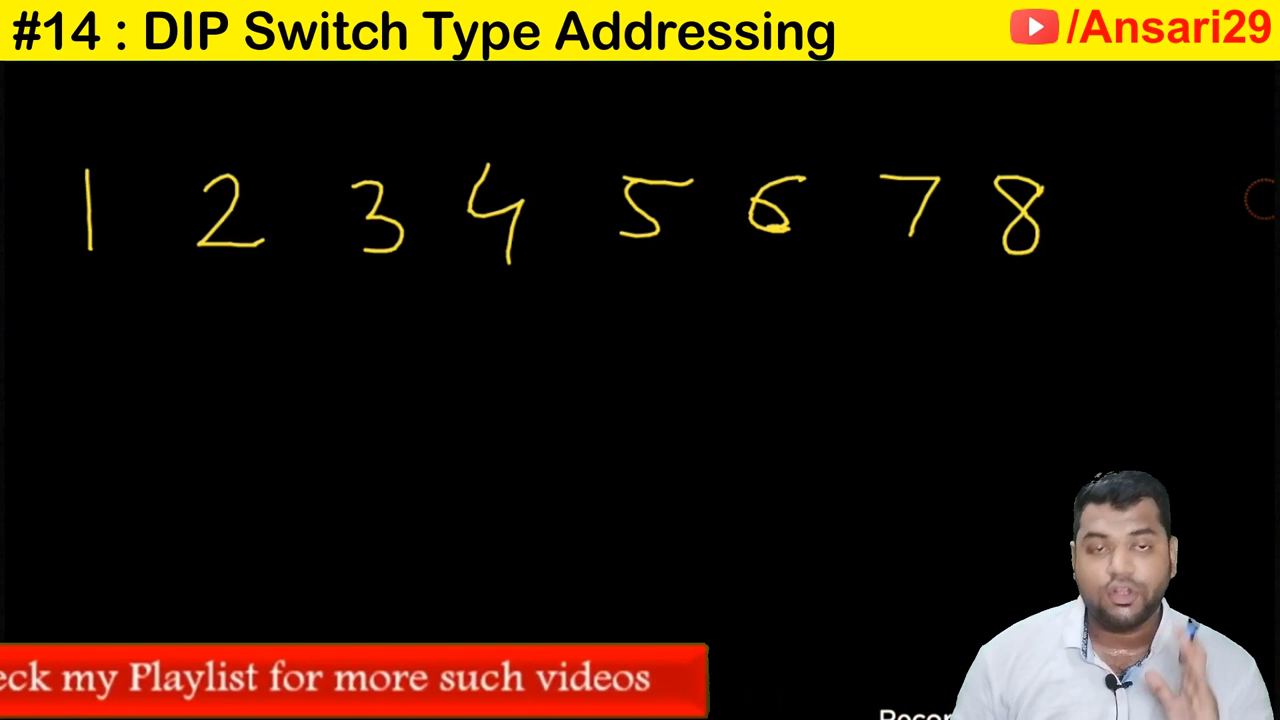 #14 : DIP Switch Type Addressing
/Ansari29
1 2 3 4 5 6 7 8
my Playlist for more such videos